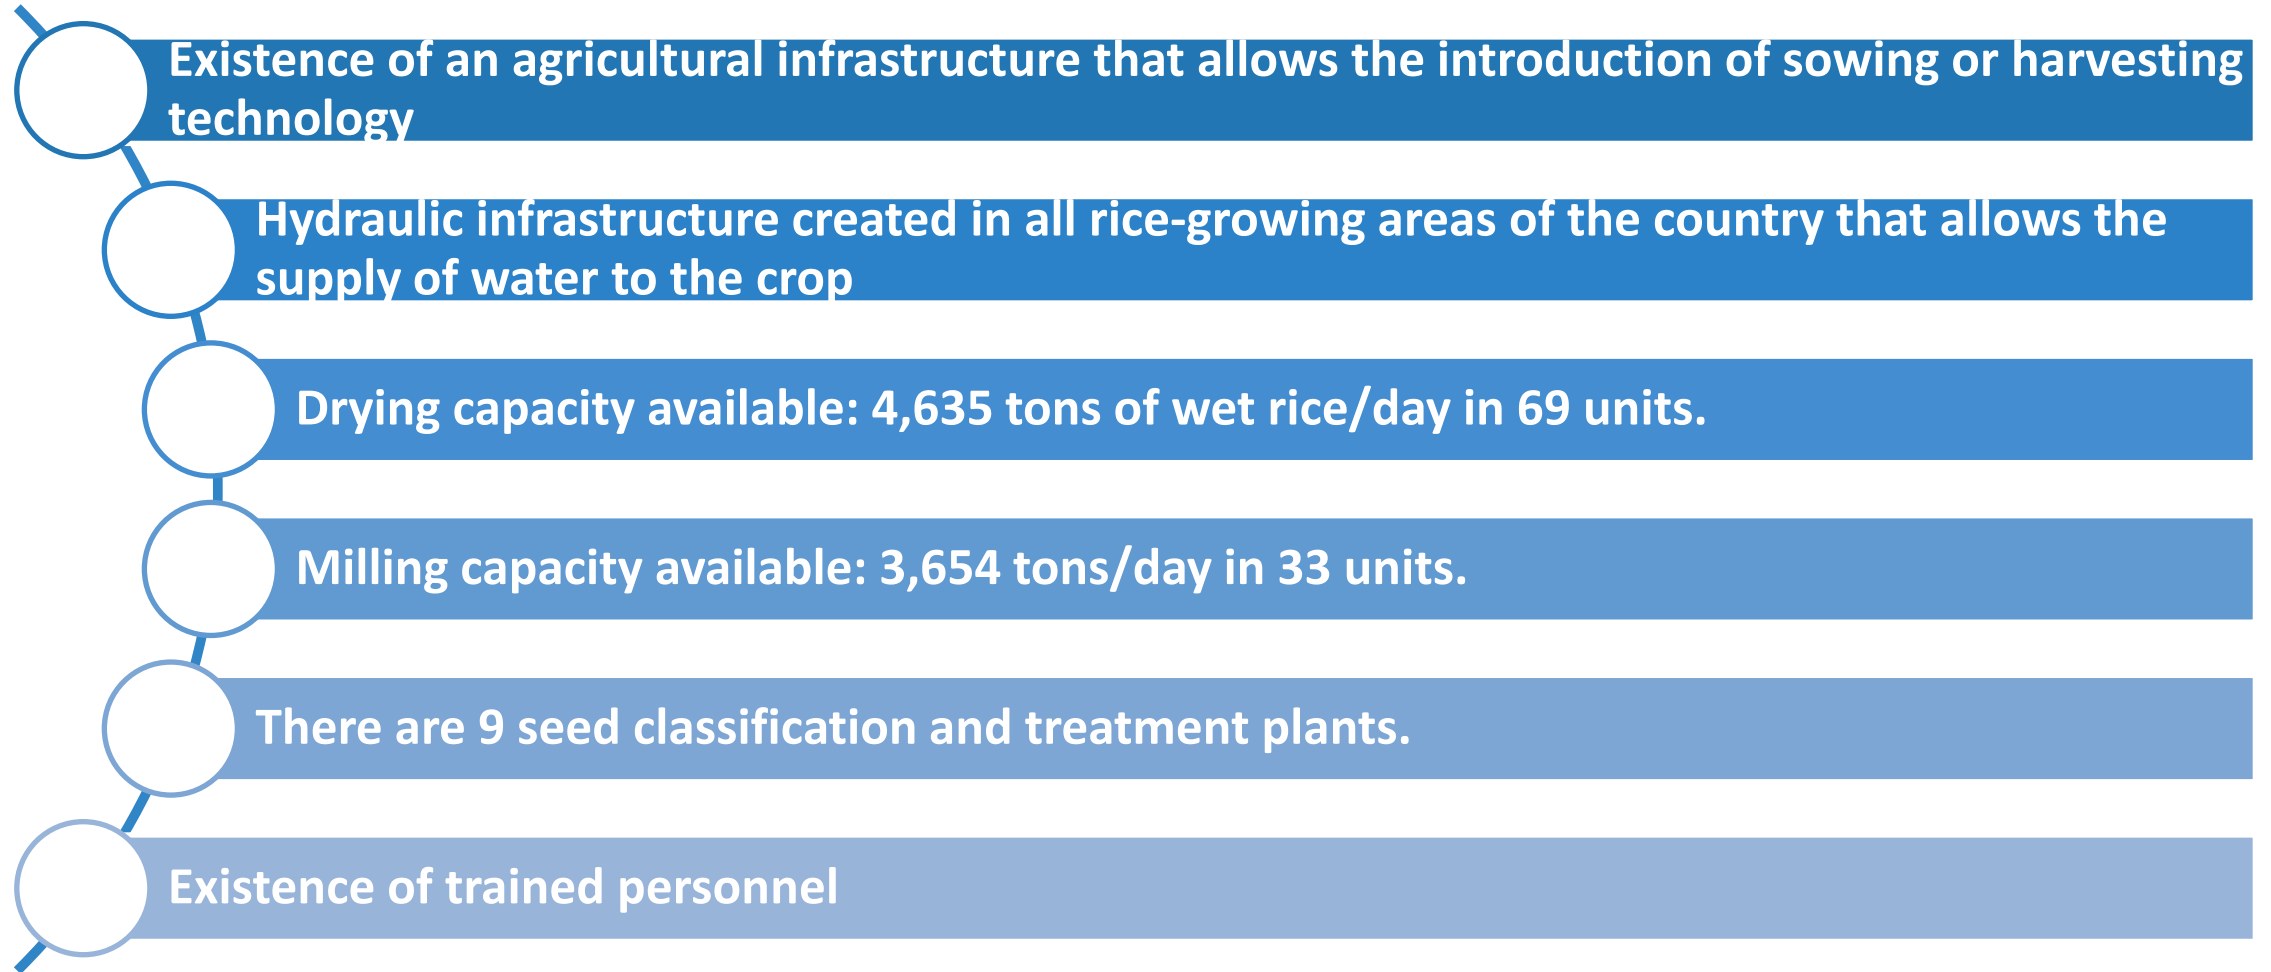 Existence of an agricultural infrastructure that allows the introduction of sowing or harvesting
technology
Hydraulic infrastructure created in all rice-growing areas of the country that allows the
supply of water to the crop
Drying capacity available: 4,635 tons of wet rice/day in 69 units.
Milling capacity available: 3,654 tons/day in 33 units.
There are 9 seed classification and treatment plants.
Existence of trained personnel